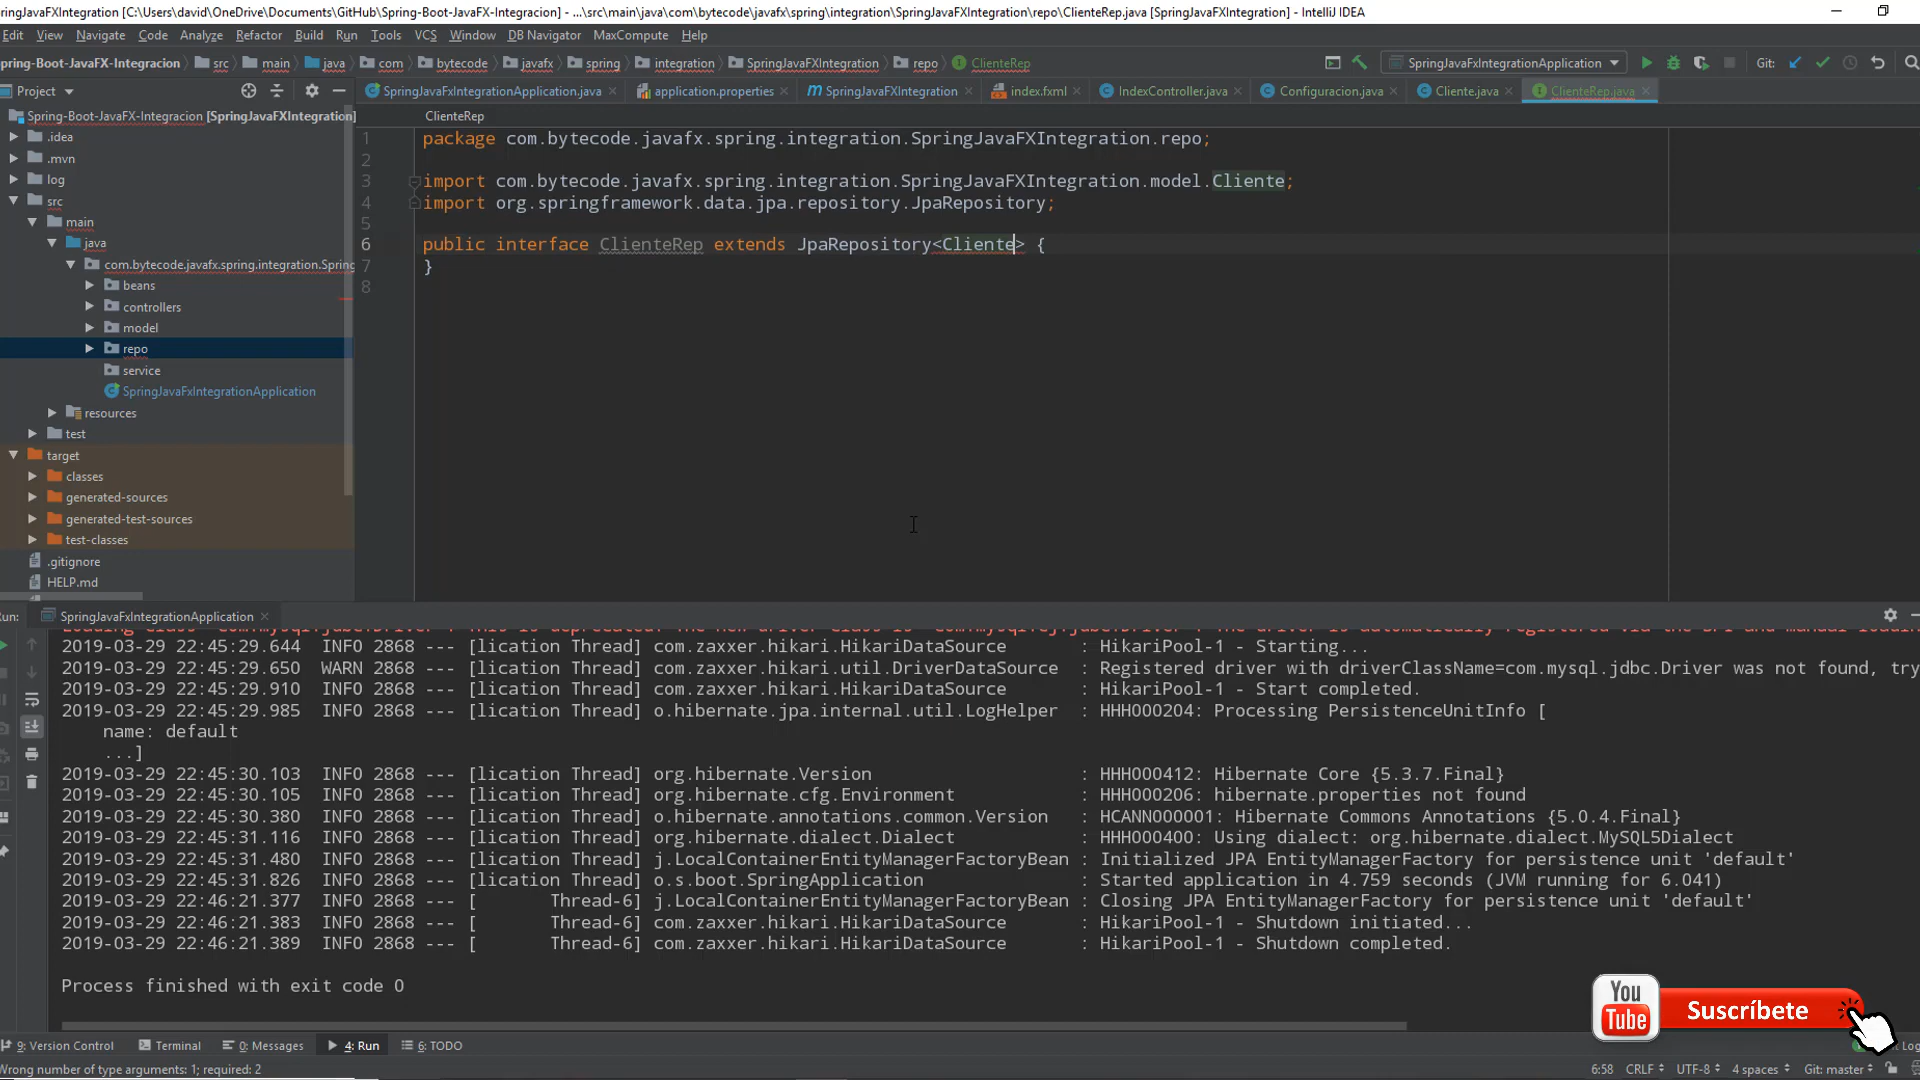 ringJavaFXIntegration [C:\Users\david\OneDrive\Documents\GitHub\Spring-Boot-JavaFX-Integracion] - ...\src\main\java\com\bytecode\javafx\spring\integration\SpringJavaFXIntegration\repo\ClienteRep.java [SpringJavaFXIntegration] - IntelliJ IDEA
Edit View Navigate Code Analyze Refactor Build Run Tools VCS Window DB Navigator MaxCompute Help
pring-Boot-JavaFX-Integracion src main java com bytecode javafx spring integration SpringJavaFXIntegration repo ClienteRep SpringJavaFxIntegrationApplication Git:
Project SpringJavaFxIntegrationApplication.java application.properties SpringJavaFXIntegration index.fxml IndexController.java Configuracion.java Cliente.java ClienteRep.java
Spring-Boot-JavaFX-Integracion [SpringJavaFXIntegration]
.idea
.mvn
log
src
main
java
com.bytecode.javafx.spring.integration.Spring
beans
controllers
model
repo
service
SpringJavaFxIntegrationApplication
resources
test
target
classes
generated-sources
generated-test-sources
test-classes
.gitignore
HELP.md
ClienteRep
1 package com.bytecode.javafx.spring.integration.SpringJavaFXIntegration.repo;
2
3 import com.bytecode.javafx.spring.integration.SpringJavaFXIntegration.model.Cliente;
4 import org.springframework.data.jpa.repository.JpaRepository;
5
6 public interface ClienteRep extends JpaRepository<Cliente> {
7 }
8
un: SpringJavaFxIntegrationApplication
2019-03-29 22:45:29.644 INFO 2868 --- [lication Thread] com.zaxxer.hikari.HikariDataSource : HikariPool-1 - Starting...
2019-03-29 22:45:29.650 WARN 2868 --- [lication Thread] com.zaxxer.hikari.util.DriverDataSource : Registered driver with driverClassName=com.mysql.jdbc.Driver was not found, try
2019-03-29 22:45:29.910 INFO 2868 --- [lication Thread] com.zaxxer.hikari.HikariDataSource : HikariPool-1 - Start completed.
2019-03-29 22:45:29.985 INFO 2868 --- [lication Thread] o.hibernate.jpa.internal.util.LogHelper : HHH000204: Processing PersistenceUnitInfo [
name: default
...]
2019-03-29 22:45:30.103 INFO 2868 --- [lication Thread] org.hibernate.Version : HHH000412: Hibernate Core {5.3.7.Final}
2019-03-29 22:45:30.105 INFO 2868 --- [lication Thread] org.hibernate.cfg.Environment : HHH000206: hibernate.properties not found
2019-03-29 22:45:30.380 INFO 2868 --- [lication Thread] o.hibernate.annotations.common.Version : HCANN000001: Hibernate Commons Annotations {5.0.4.Final}
2019-03-29 22:45:31.116 INFO 2868 --- [lication Thread] org.hibernate.dialect.Dialect : HHH000400: Using dialect: org.hibernate.dialect.MySQL5Dialect
2019-03-29 22:45:31.480 INFO 2868 --- [lication Thread] j.LocalContainerEntityManagerFactoryBean : Initialized JPA EntityManagerFactory for persistence unit 'default'
2019-03-29 22:45:31.826 INFO 2868 --- [lication Thread] o.s.boot.SpringApplication : Started application in 4.759 seconds (JVM running for 6.041)
2019-03-29 22:46:21.377 INFO 2868 --- [ Thread-6] j.LocalContainerEntityManagerFactoryBean : Closing JPA EntityManagerFactory for persistence unit 'default'
2019-03-29 22:46:21.383 INFO 2868 --- [ Thread-6] com.zaxxer.hikari.HikariDataSource : HikariPool-1 - Shutdown initiated...
2019-03-29 22:46:21.389 INFO 2868 --- [ Thread-6] com.zaxxer.hikari.HikariDataSource : HikariPool-1 - Shutdown completed.
Process finished with exit code 0
You
Tube
Suscríbete
9: Version Control Terminal 0: Messages 4: Run 6: TODO Log
Wrong number of type arguments: 1; required: 2 6:58 CRLF UTF-8 4 spaces Git: master